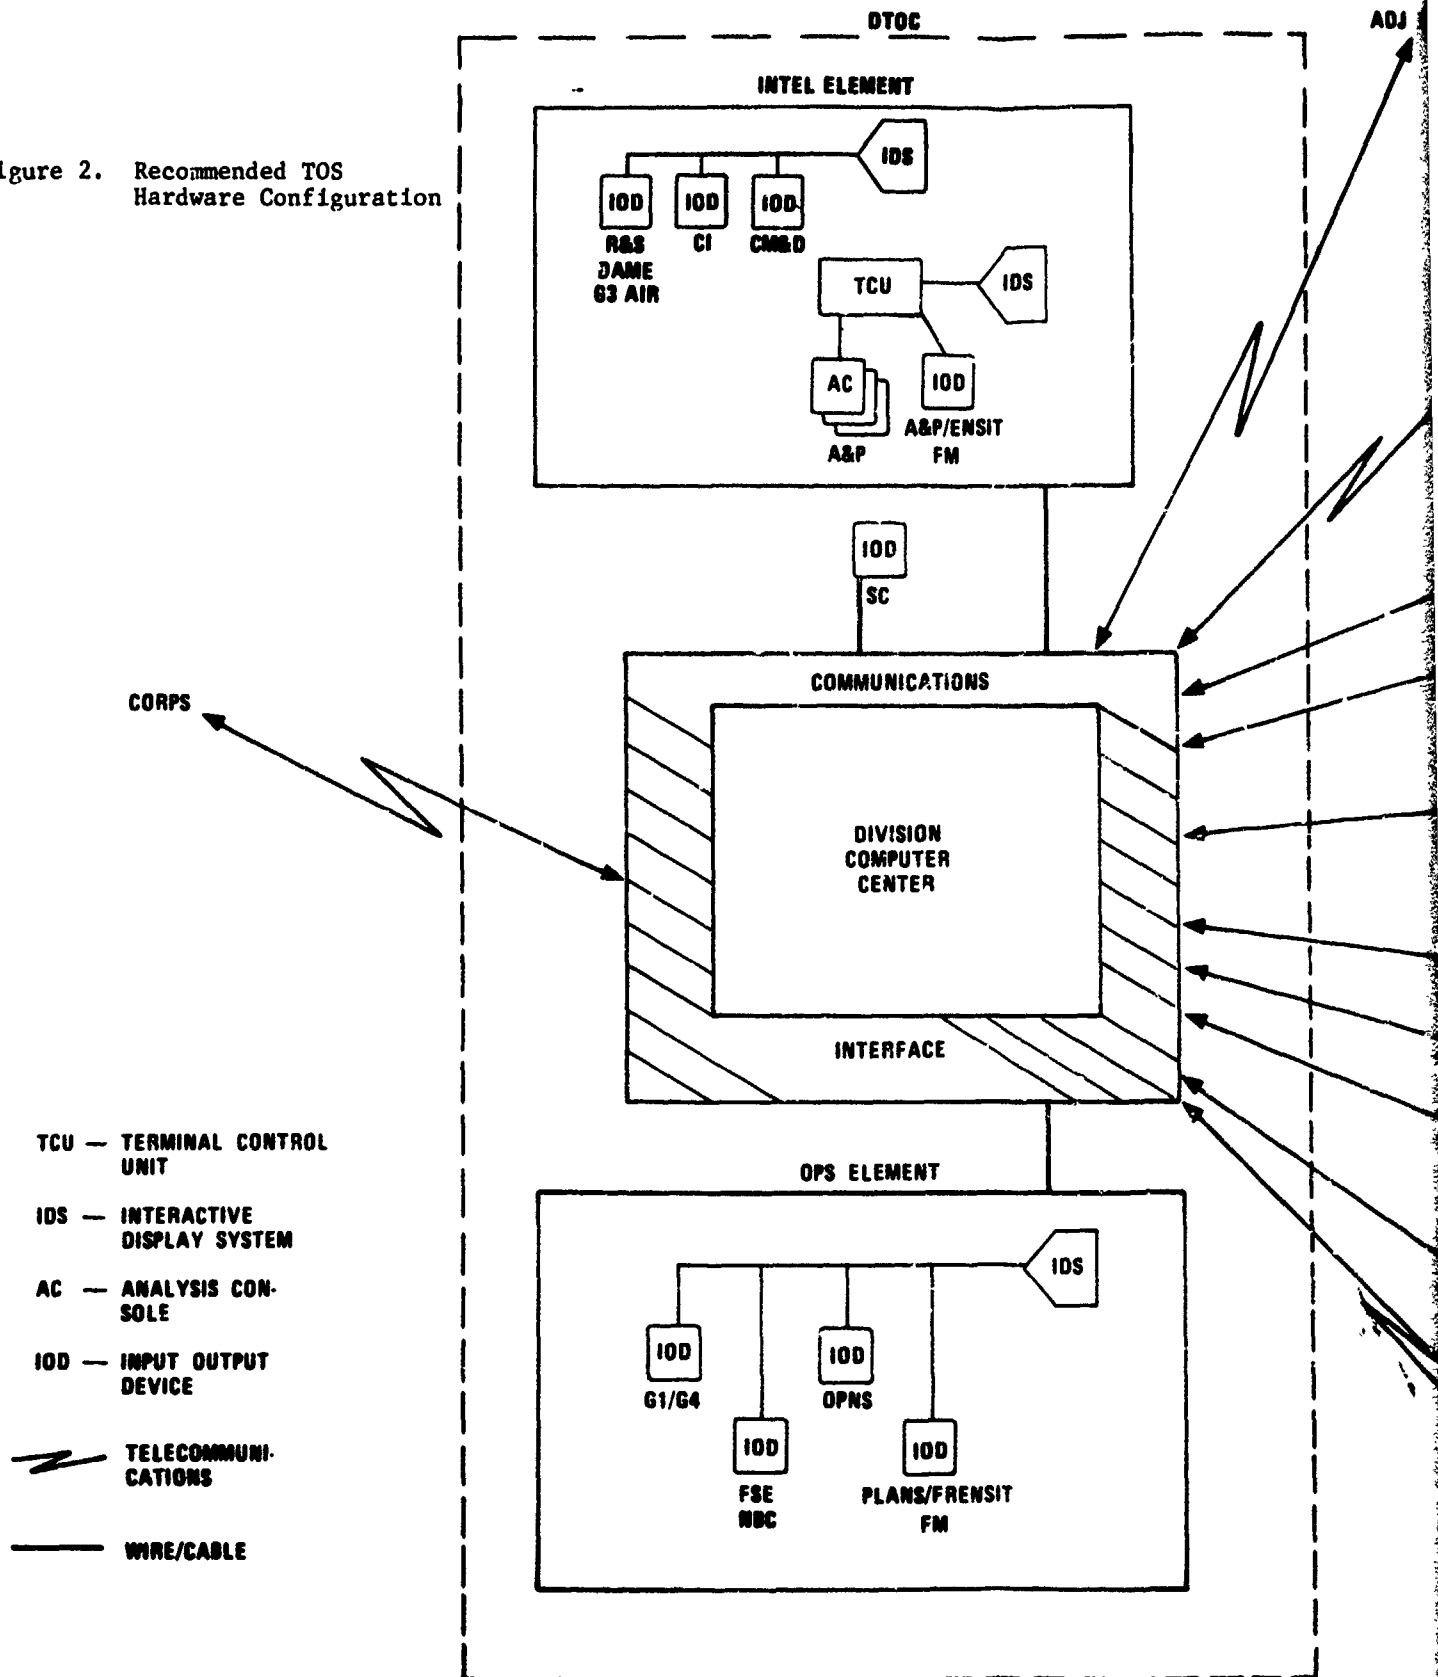 DTOC
ADJ
INTEL ELEMENT
igure 2. Recommended TOS
Hardware Configuration
IDS
IOD
IOD
IOD
R&S
DAME
G3 AIR
CI
CM&D
TCU
IDS
AC
IOD
A&P
A&P/ENSIT
FM
IOD
SC
COMMUNICATIONS
CORPS
DIVISION
COMPUTER
CENTER
INTERFACE
TCU — TERMINAL CONTROL
UNIT
IDS — INTERACTIVE
DISPLAY SYSTEM
AC — ANALYSIS CON-
SOLE
IOD — INPUT OUTPUT
DEVICE
TELECOMMUNI-
CATIONS
WIRE/CABLE
OPS ELEMENT
IDS
IOD
G1/G4
IOD
OPNS
IOD
FSE
NBC
IOD
PLANS/FRENSIT
FM